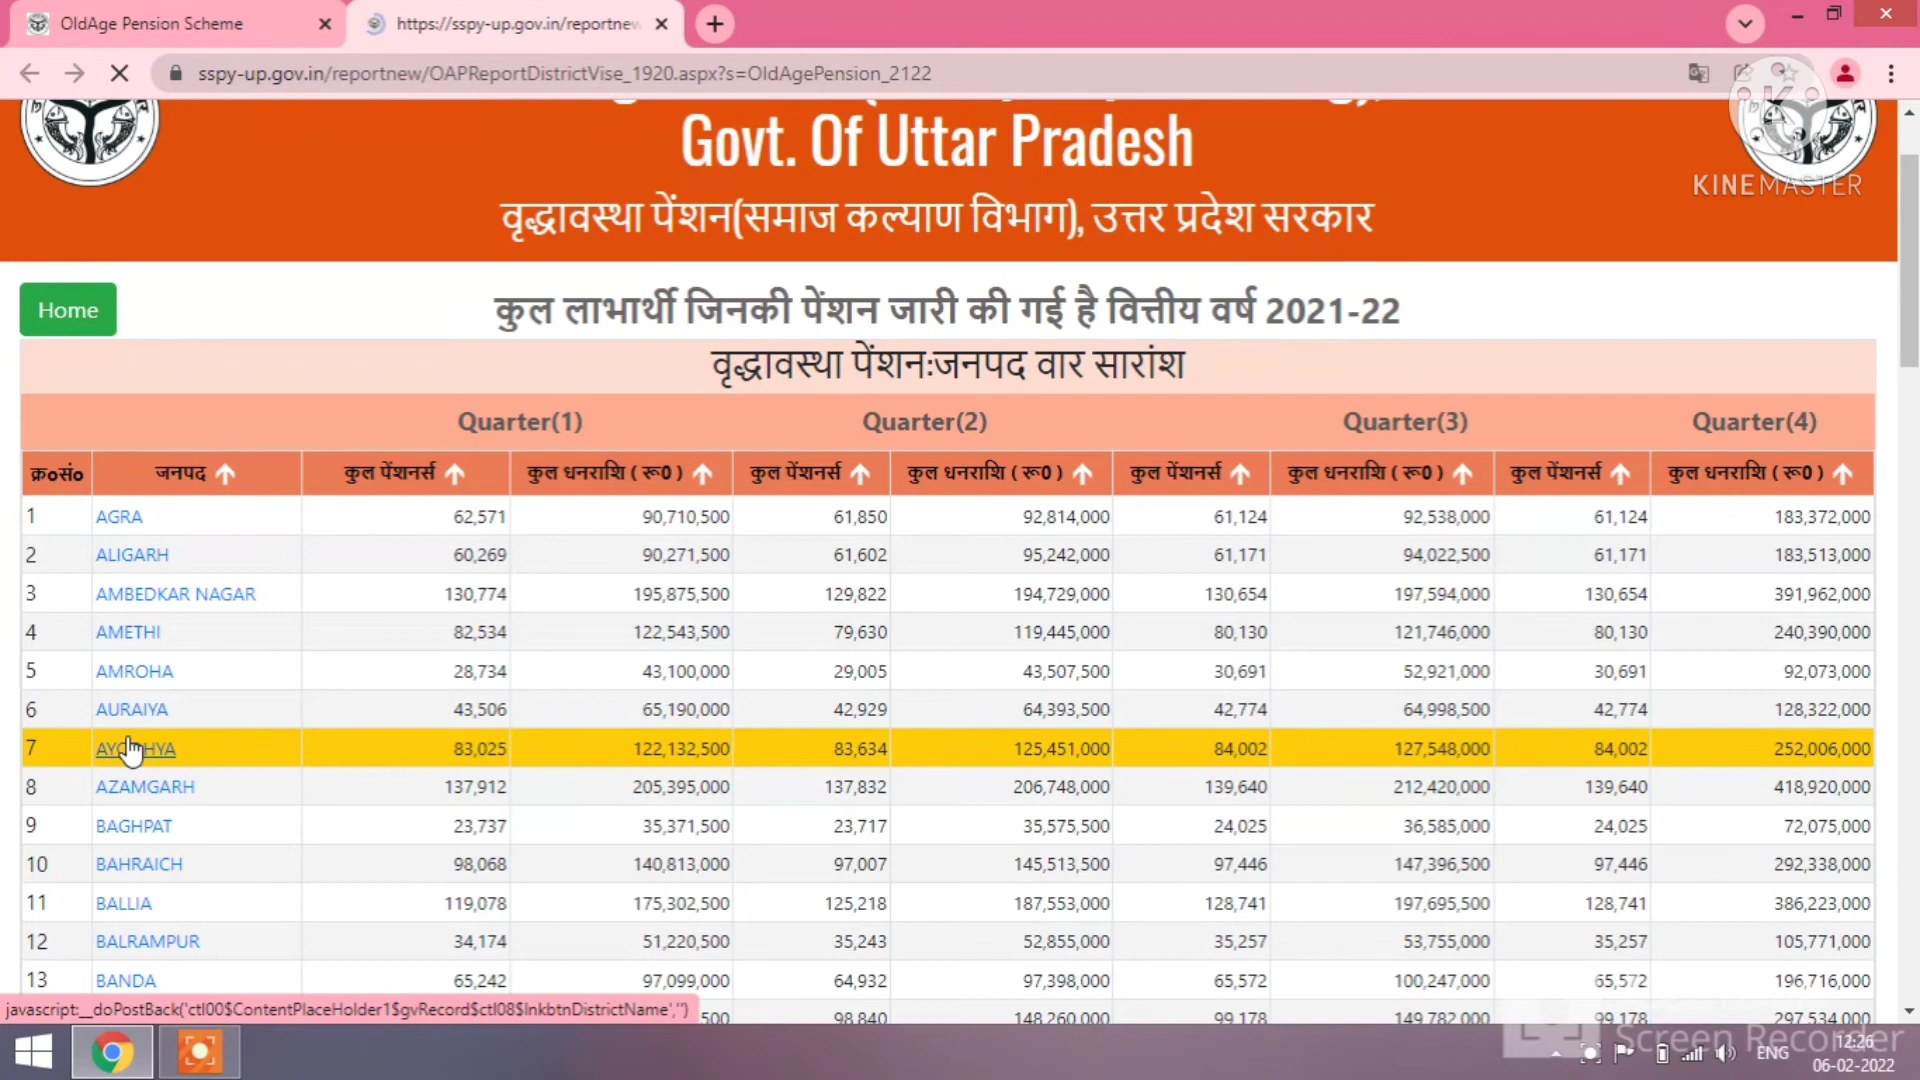 OldAge Pension Scheme
https://sspy-up.gov.in/reportne
sspy-up.gov.in/reportnew/OAPReportDistrictVise_1920.aspx?s=OldAgePension_2122
Govt. Of Uttar Pradesh
KINEMASTER
वृद्धावस्था पेंशन(समाज कल्याण विभाग), उत्तर प्रदेश सरकार
Home
कुल लाभार्थी जिनकी पेंशन जारी की गई है वित्तीय वर्ष 2021-22
वृद्धावस्था पेंशन:जनपद वार सारांश
Quarter(1) Quarter(2) Quarter(3) Quarter(4)
क्र०सं० जनपद कुल पेंशनर्स कुल धनराशि ( रू0 ) कुल पेंशनर्स कुल धनराशि ( रू0 ) कुल पेंशनर्स कुल धनराशि ( रू0 ) कुल पेंशनर्स कुल धनराशि ( रू0 )
1 AGRA 62,571 90,710,500 61,850 92,814,000 61,124 92,538,000 61,124 183,372,000
2 ALIGARH 60,269 90,271,500 61,602 95,242,000 61,171 94,022,500 61,171 183,513,000
3 AMBEDKAR NAGAR 130,774 195,875,500 129,822 194,729,000 130,654 197,594,000 130,654 391,962,000
4 AMETHI 82,534 122,543,500 79,630 119,445,000 80,130 121,746,000 80,130 240,390,000
5 AMROHA 28,734 43,100,000 29,005 43,507,500 30,691 52,921,000 30,691 92,073,000
6 AURAIYA 43,506 65,190,000 42,929 64,393,500 42,774 64,998,500 42,774 128,322,000
7 83,025 122,132,500 83,634 125,451,000 84,002 127,548,000 84,002 252,006,000
8 AZAMGARH 137,912 205,395,000 137,832 206,748,000 139,640 212,420,000 139,640 418,920,000
9 BAGHPAT 23,737 35,371,500 23,717 35,575,500 24,025 36,585,000 24,025 72,075,000
10 BAHRAICH 98,068 140,813,000 97,007 145,513,500 97,446 147,396,500 97,446 292,338,000
11 BALLIA 119,078 175,302,500 125,218 187,553,000 128,741 197,695,500 128,741 386,223,000
12 BALRAMPUR 34,174 51,220,500 35,243 52,855,000 35,257 53,755,000 35,257 105,771,000
13 BANDA 65,242 97,099,000 64,932 97,398,000 65,572 100,247,000 65,572 196,716,000
500 98,840 148,260,000 99,178 149,782,000 99,178 297,534,000
javascript:__doPostBack('ctl00$ContentPlaceHolder1$gvRecord$ctl08$lnkbtnDistrictName','')
Screen Recorder
ENG
12:26
06-02-2022